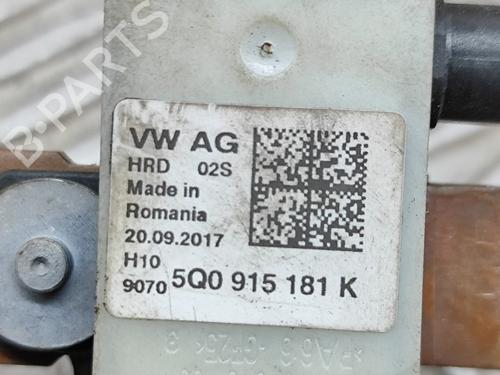 B-PARTS
VW AG
HRD 02S
Made in
Romania
20.09.2017
H10
9070 5Q0 915 181 K